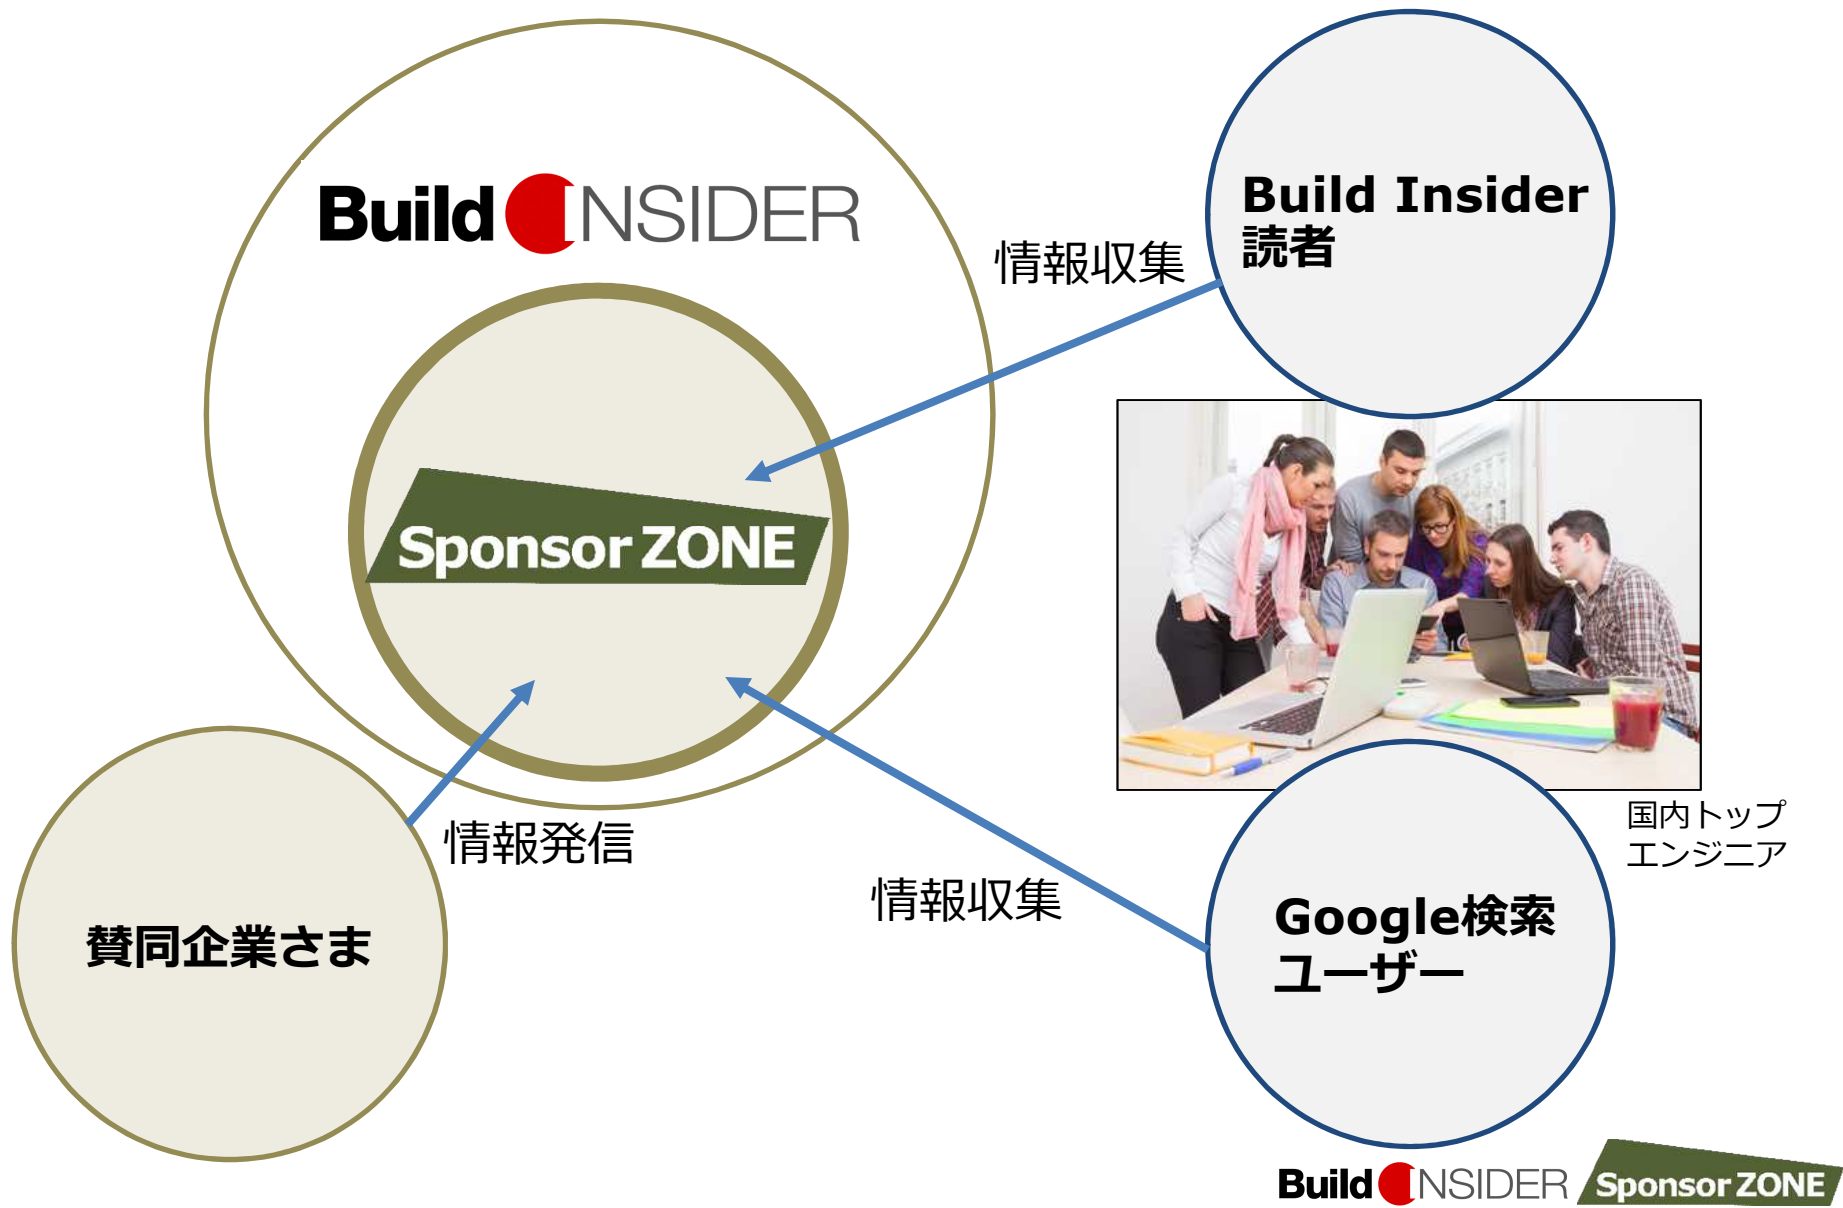 Build INSIDER
Sponsor ZONE
情報収集
Build Insider
読者
国内トップ
エンジニア
情報発信
情報収集
賛同企業さま
Google検索
ユーザー
Build INSIDER
Sponsor ZONE